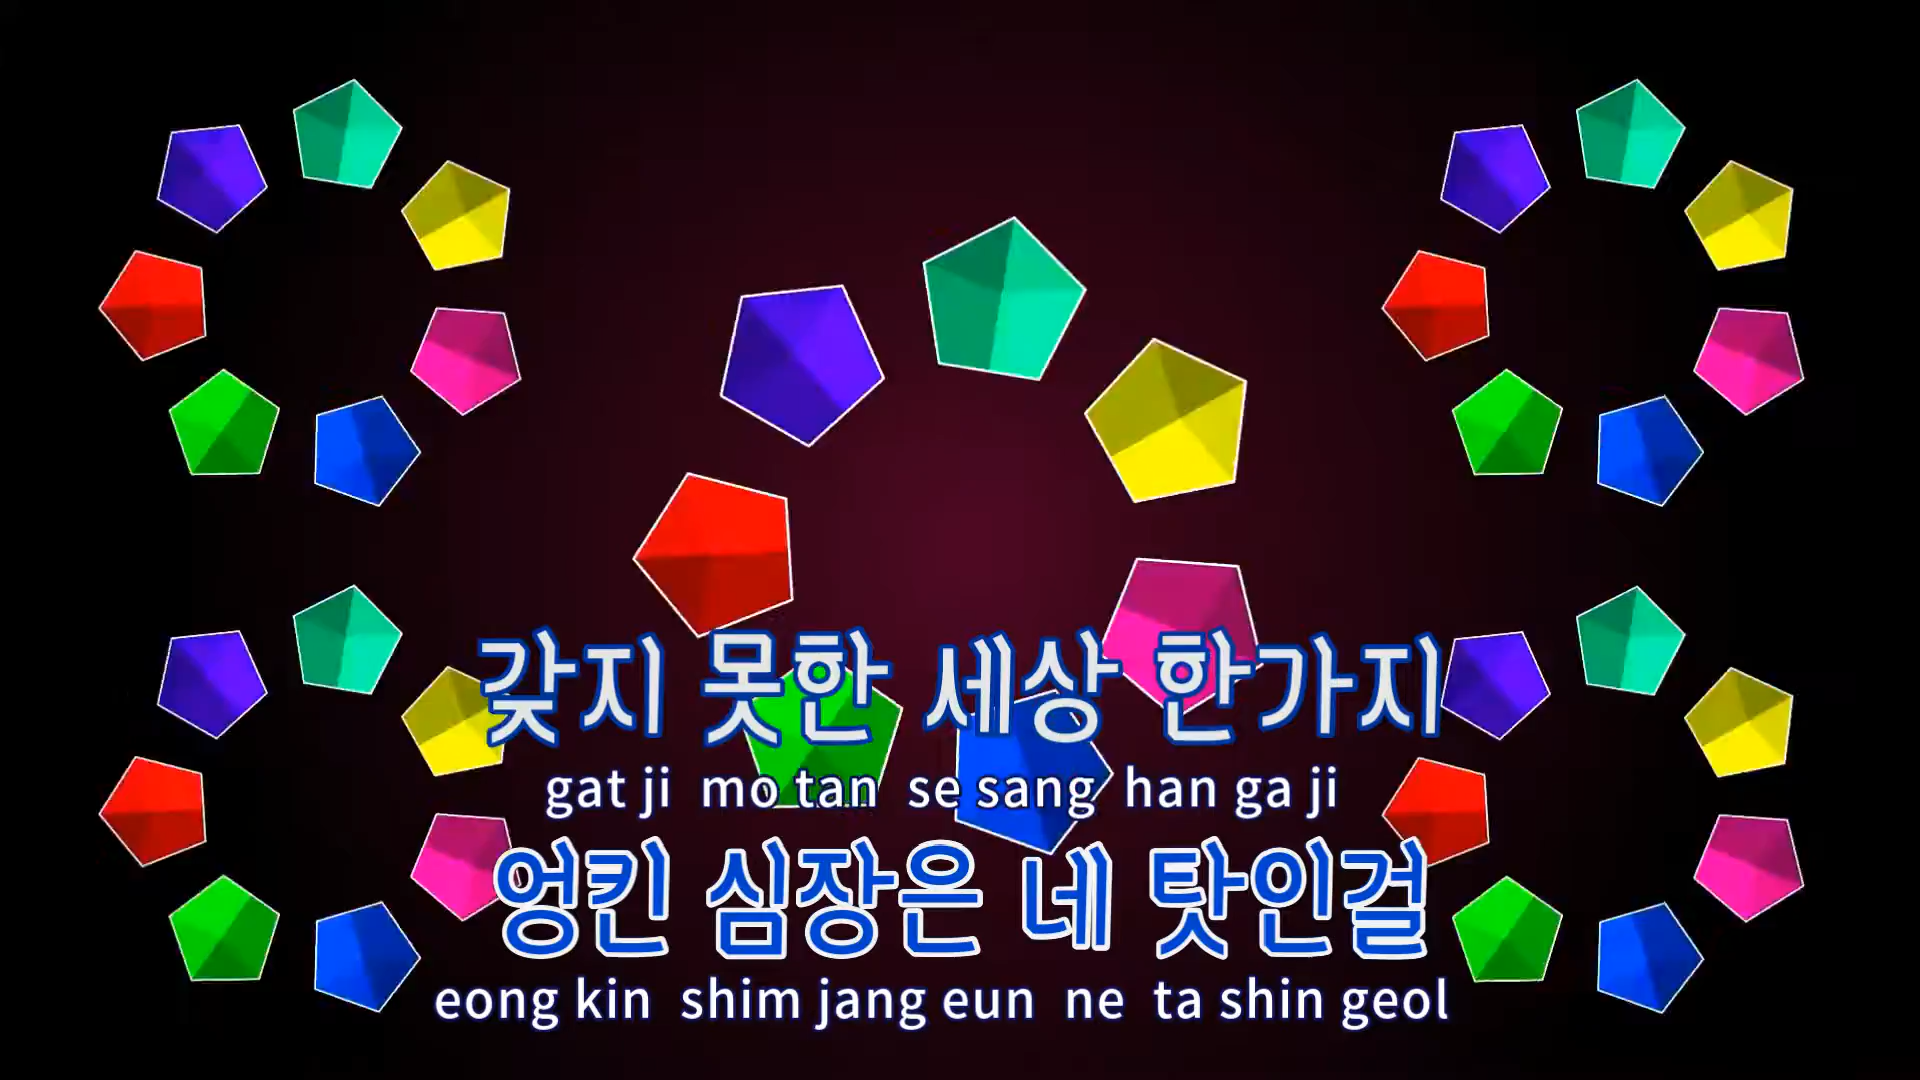 갖지 못한 세상 한가지
gat ji mo tan se sang han ga ji
엉킨 심장은 네 탓인걸
eong kin shim jang eun ne ta shin geol